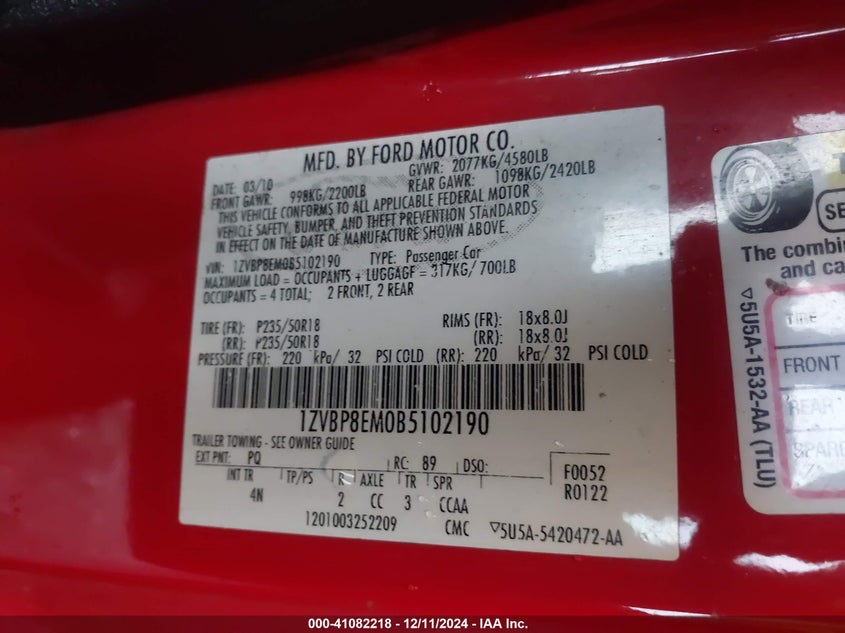 MFD. BY FORD MOTOR CO.
DATE: 03/10 GVWR: 2077KG/4580LB
FRONT GAWR: 998KG/2200LB REAR GAWR: 1098KG/2420LB
THIS VEHICLE CONFORMS TO ALL APPLICABLE FEDERAL MOTOR
VEHICLE SAFETY, BUMPER, AND THEFT PREVENTION STANDARDS
IN EFFECT ON THE DATE OF MANUFACTURE SHOWN ABOVE.
VIN: 1ZVBP8EM0B5102190 TYPE: Passenger Car
MAXIMUM LOAD = OCCUPANTS + LUGGAGE = 317KG/700LB
OCCUPANTS = 4 TOTAL; 2 FRONT, 2 REAR
TIRE (FR): P235/50R18 RIMS (FR): 18x8.0J
(RR): P235/50R18 (RR): 18x8.0J
PRESSURE (FR): 220 kPa/ 32 PSI COLD (RR): 220 kPa/ 32 PSI COLD
1ZVBP8EM0B5102190
TRAILER TOWING - SEE OWNER GUIDE
EXT PNT: PQ RC: 89 DSO:
INT TR TP/PS R AXLE TR SPR
4N 2 CC 3 CCAA
F0052
R0122
1201003252209 CMC ▽5U5A-5420472-AA
▽5U5A-1532-AA (TLU)
SE
The combin
and ca
TIRE
FRONT
REAR
SPARE
000-41082218 - 12/11/2024 - IAA Inc.